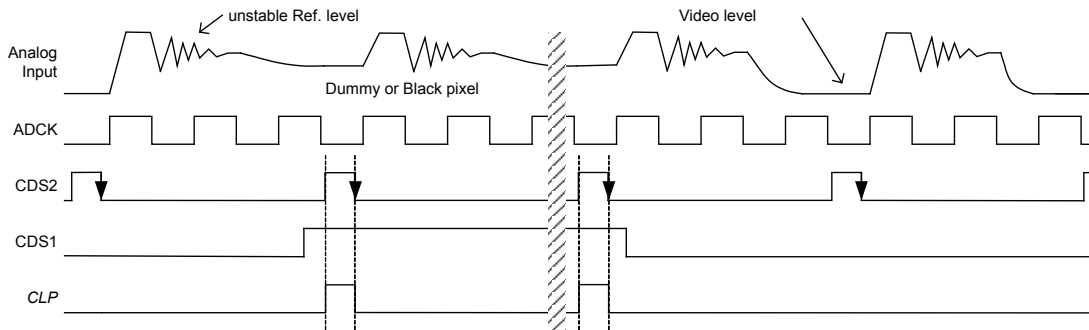 unstable Ref. level
Video level
Analog
Input
Dummy or Black pixel
ADCK
CDS2
CDS1
CLP